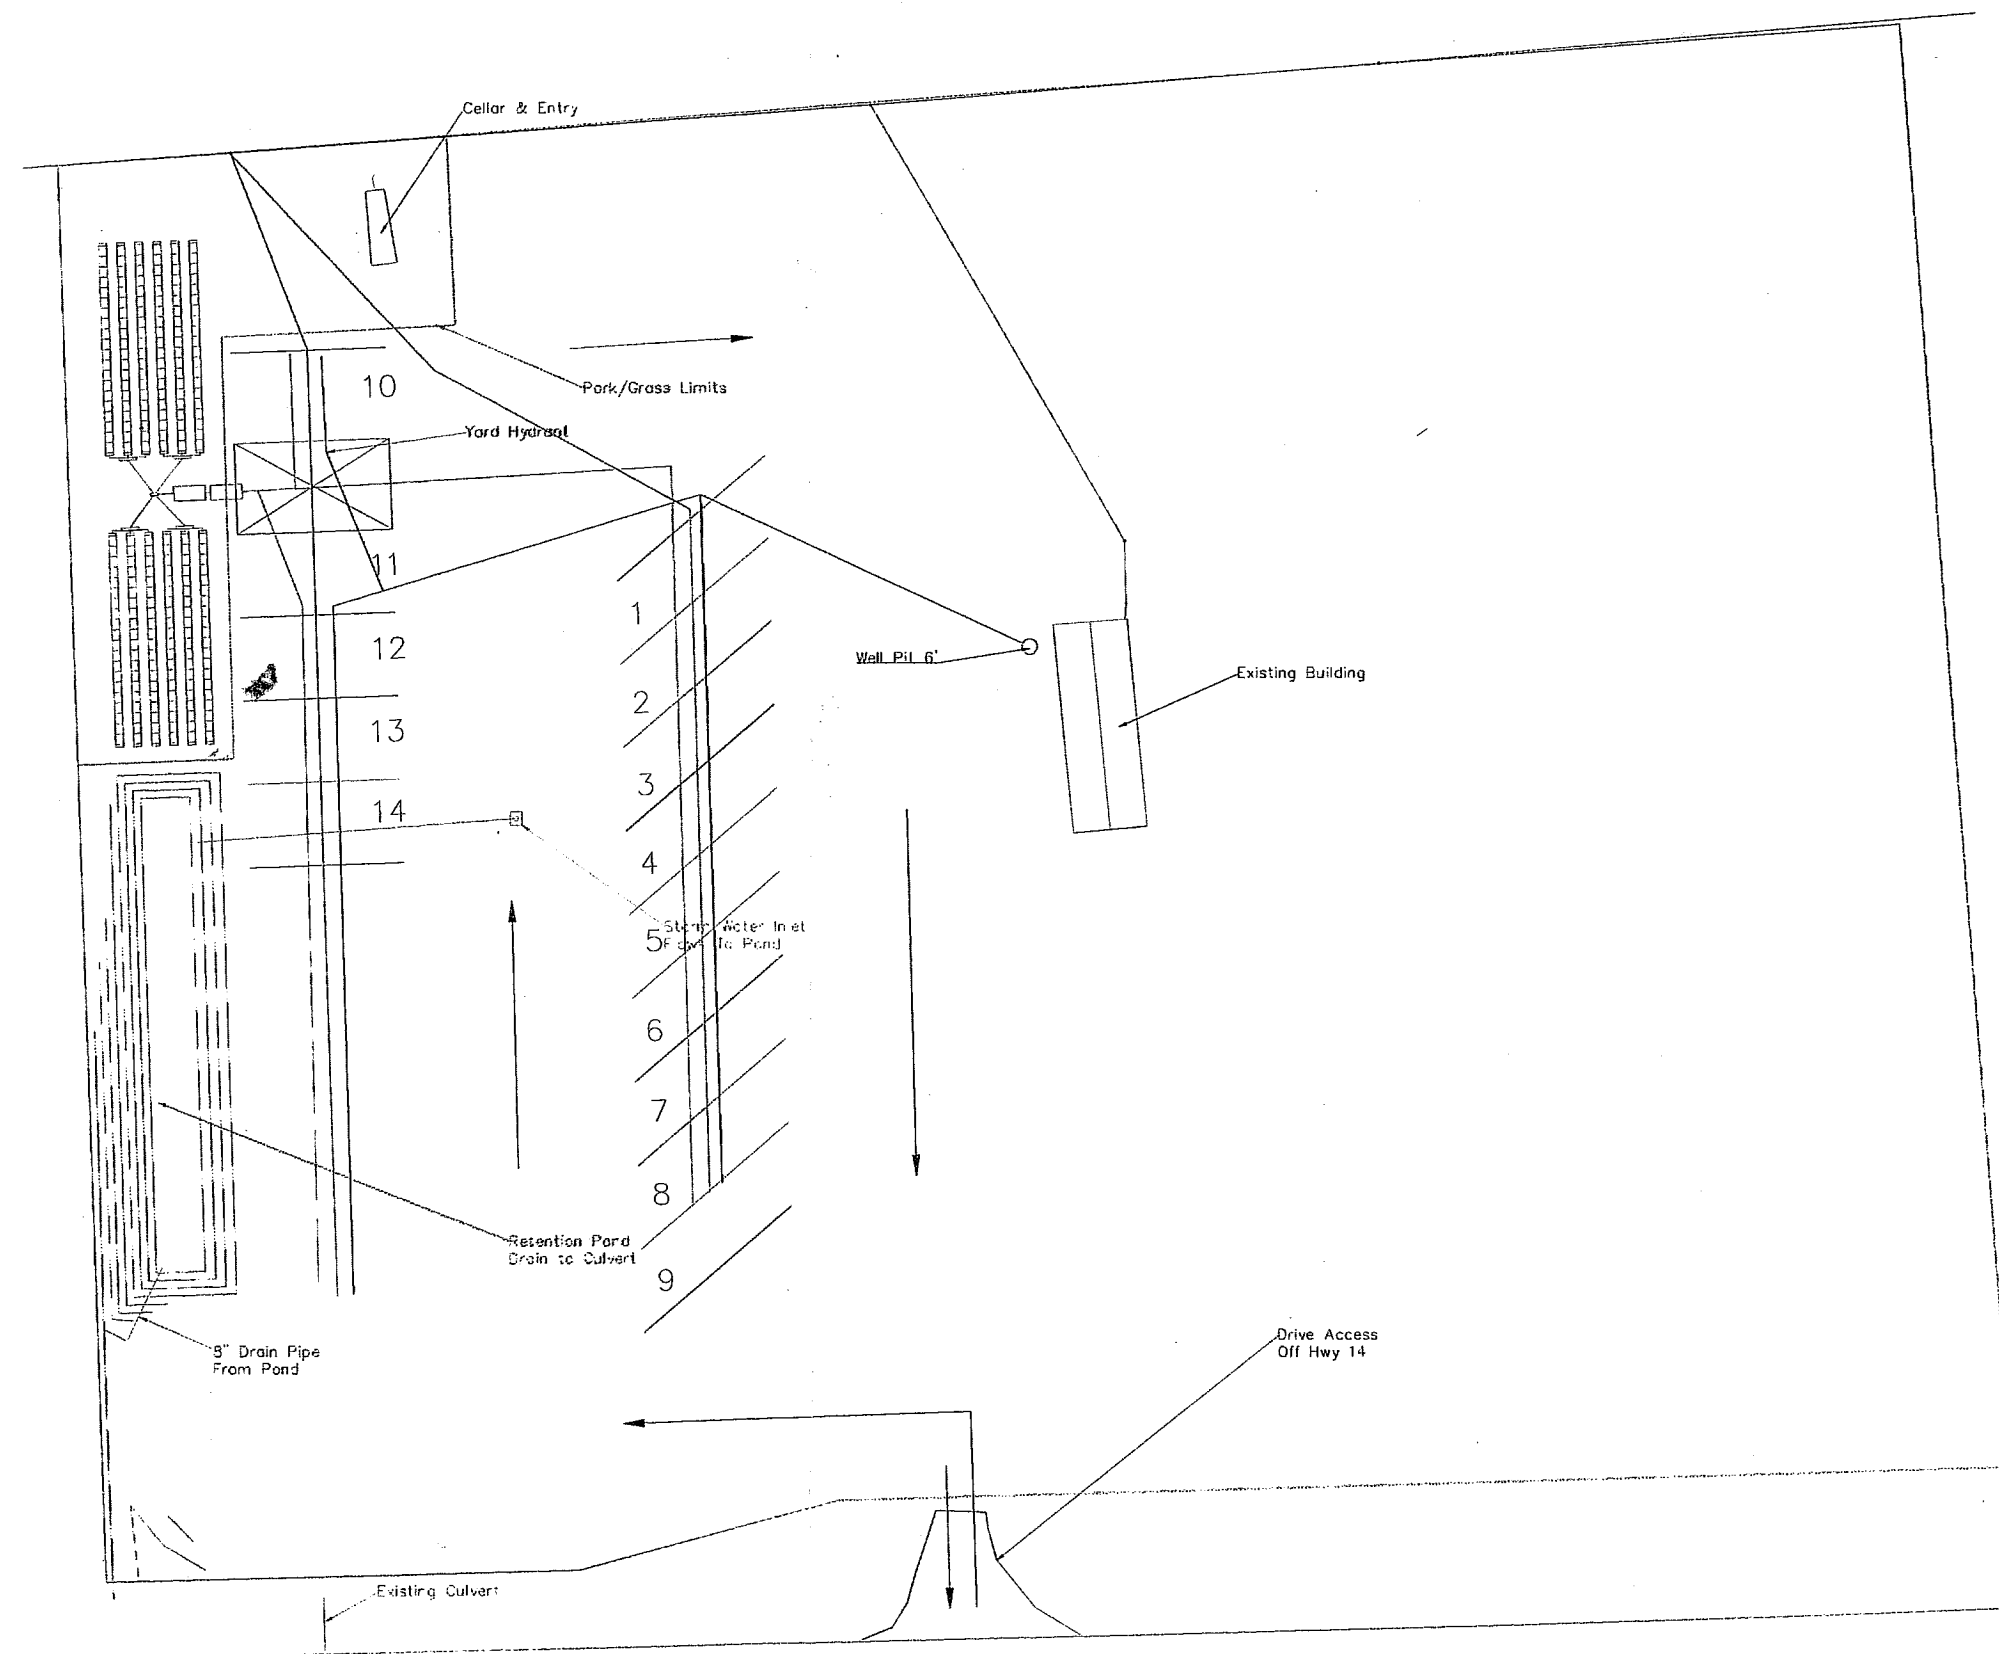 Cellar & Entry
10
Park/Grass Limits
Yard Hydrant
11
1
12
Well Pit 6'
Existing Building
2
13
3
14
4
Storm Water Inlet
5
Flows To Pond
6
7
8
Retention Pond
Drain to Culvert
9
Drive Access
Off Hwy 14
8" Drain Pipe
From Pond
Existing Culvert